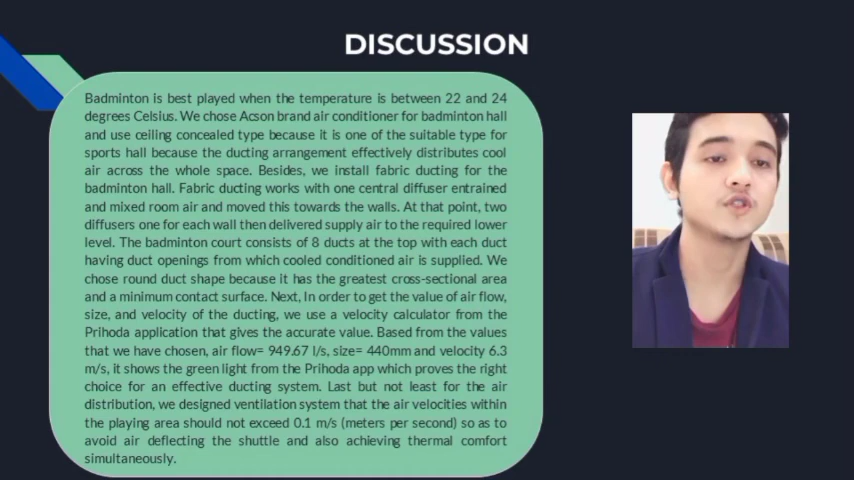 DISCUSSION
Badminton is best played when the temperature is between 22 and 24
degrees Celsius. We chose Acson brand air conditioner for badminton hall
and use ceiling concealed type because it is one of the suitable type for
sports hall because the ducting arrangement effectively distributes cool
air across the whole space. Besides, we install fabric ducting for the
badminton hall. Fabric ducting works with one central diffuser entrained
and mixed room air and moved this towards the walls. At that point, two
diffusers one for each wall then delivered supply air to the required lower
level. The badminton court consists of 8 ducts at the top with each duct
having duct openings from which cooled conditioned air is supplied. We
chose round duct shape because it has the greatest cross-sectional area
and a minimum contact surface. Next, In order to get the value of air flow,
size, and velocity of the ducting, we use a velocity calculator from the
Prihoda application that gives the accurate value. Based from the values
that we have chosen, air flow= 949.67 l/s, size= 440mm and velocity 6.3
m/s, it shows the green light from the Prihoda app which proves the right
choice for an effective ducting system. Last but not least for the air
distribution, we designed ventilation system that the air velocities within
the playing area should not exceed 0.1 m/s (meters per second) so as to
avoid air deflecting the shuttle and also achieving thermal comfort
simultaneously.